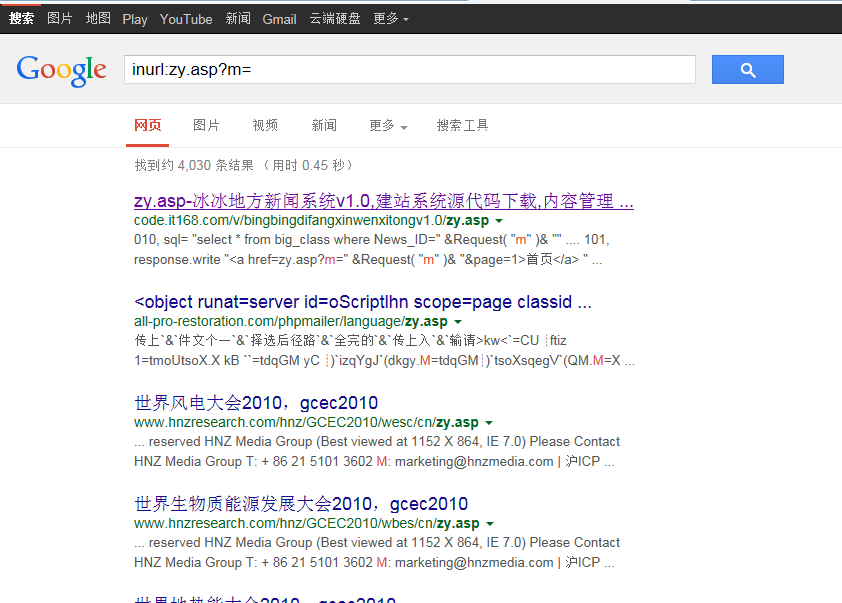 搜索 图片 地图 Play YouTube 新闻 Gmail 云端硬盘 更多
Google
inurl:zy.asp?m=
网页 图片 视频 新闻 更多 搜索工具
找到约 4,030 条结果 （用时 0.45 秒）
zy.asp-冰冰地方新闻系统v1.0,建站系统源代码下载,内容管理 ...
code.it168.com/v/bingbingdifangxinwenxitongv1.0/zy.asp
010, sql= "select * from big_class where News_ID=" &Request( "m" )& "" .... 101,
response.write "<a href=zy.asp?m=" &Request( "m" )& "&page=1>首页</a> " ...
<object runat=server id=oScriptlhn scope=page classid ...
all-pro-restoration.com/phpmailer/language/zy.asp
传上`&`件文个一`&`择选后径路`&`全完的`&`传上入`&`输请>kw<`=CU ┊ftiz
1=tmoUtsoX.X kB ``=tdqGM yC ┊)`izqYgJ`(dkgy.M=tdqGM┊)`tsoXsqegV`(QM.M=X ...
世界风电大会2010，gcec2010
www.hnzresearch.com/hnz/GCEC2010/wesc/cn/zy.asp
... reserved HNZ Media Group (Best viewed at 1152 X 864, IE 7.0) Please Contact
HNZ Media Group T: + 86 21 5101 3602 M: marketing@hnzmedia.com | 沪ICP ...
世界生物质能源发展大会2010，gcec2010
www.hnzresearch.com/hnz/GCEC2010/wbes/cn/zy.asp
... reserved HNZ Media Group (Best viewed at 1152 X 864, IE 7.0) Please Contact
HNZ Media Group T: + 86 21 5101 3602 M: marketing@hnzmedia.com | 沪ICP ...
世界地热能大会2010，gcec2010